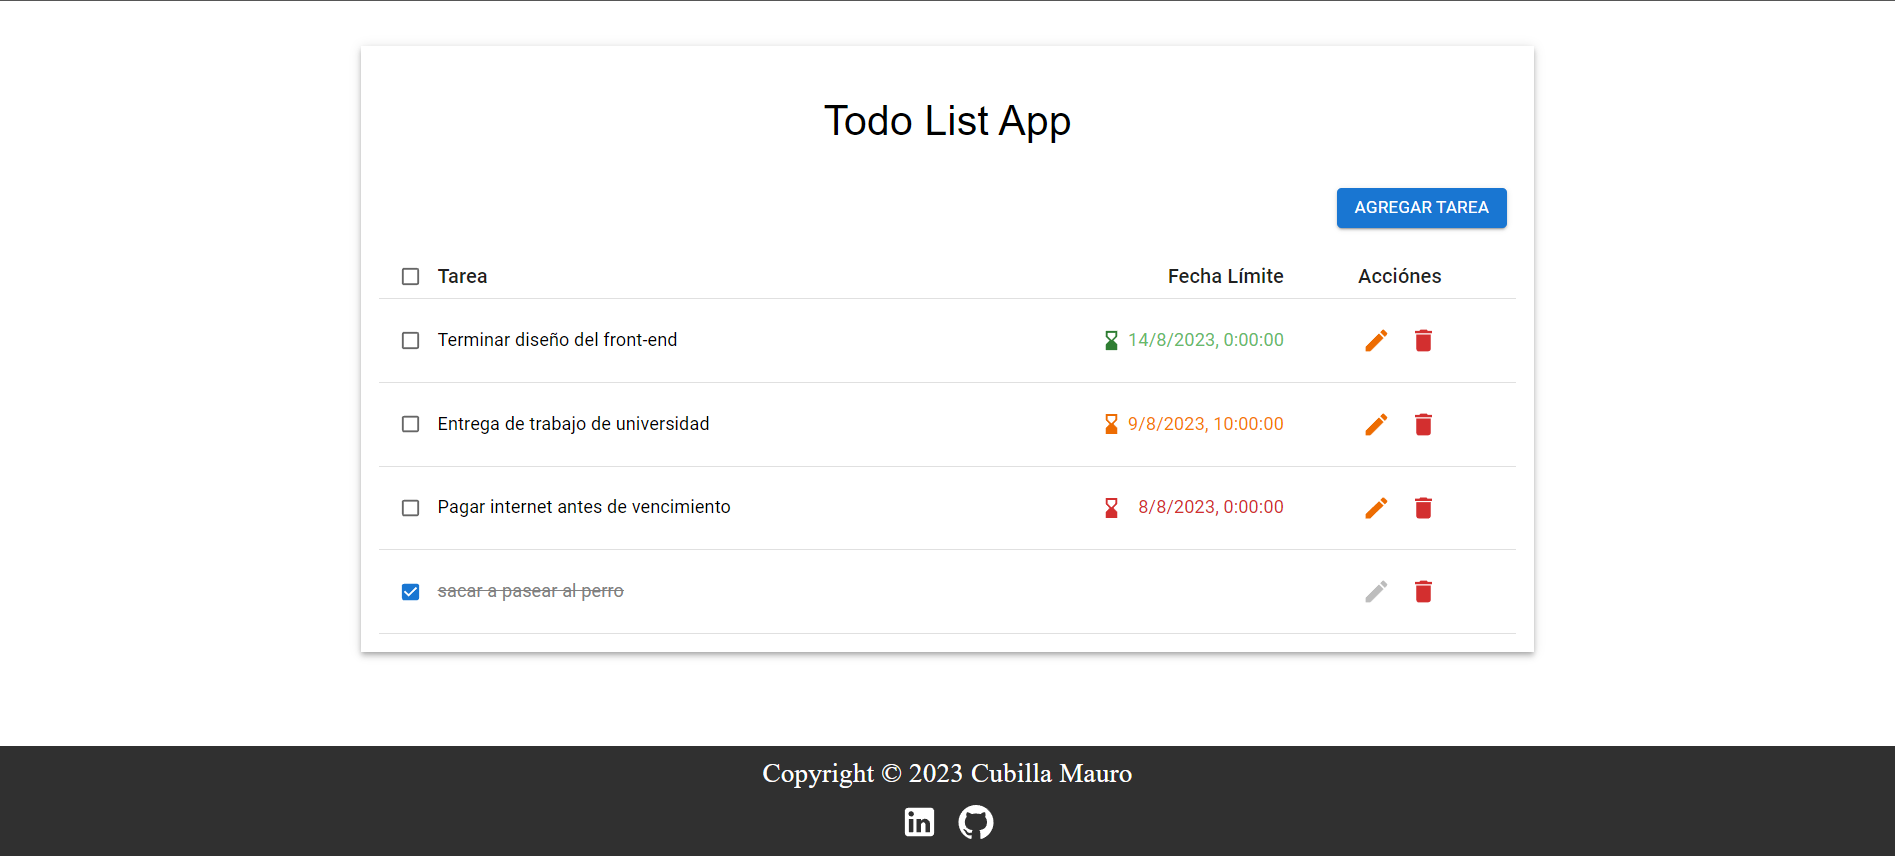 Todo List App
AGREGAR TAREA
Tarea Fecha Límite Acciónes
Terminar diseño del front-end 14/8/2023, 0:00:00
Entrega de trabajo de universidad 9/8/2023, 10:00:00
Pagar internet antes de vencimiento 8/8/2023, 0:00:00
sacar a pasear al perro
Copyright © 2023 Cubilla Mauro
in